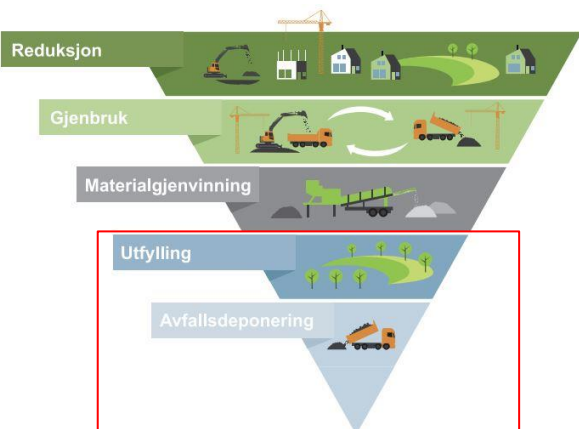 Reduksjon
Gjenbruk
Materialgjenvinning
Utfylling
Avfallsdeponering